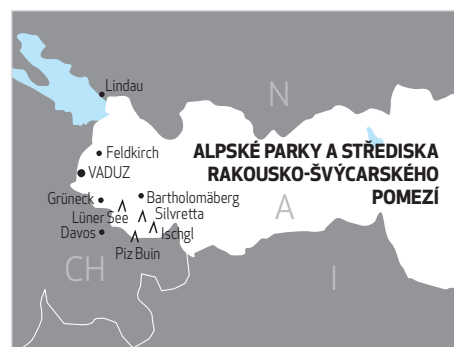 Lindau
N
ALPSKÉ PARKY A STŘEDISKA
RAKOUSKO-ŠVÝCARSKÉHO
POMEZÍ
Feldkirch
VADUZ
Grüneck
Bartholomäberg
A
Lüner See
Silvretta
Davos
Ischgl
Piz Buin
CH
I